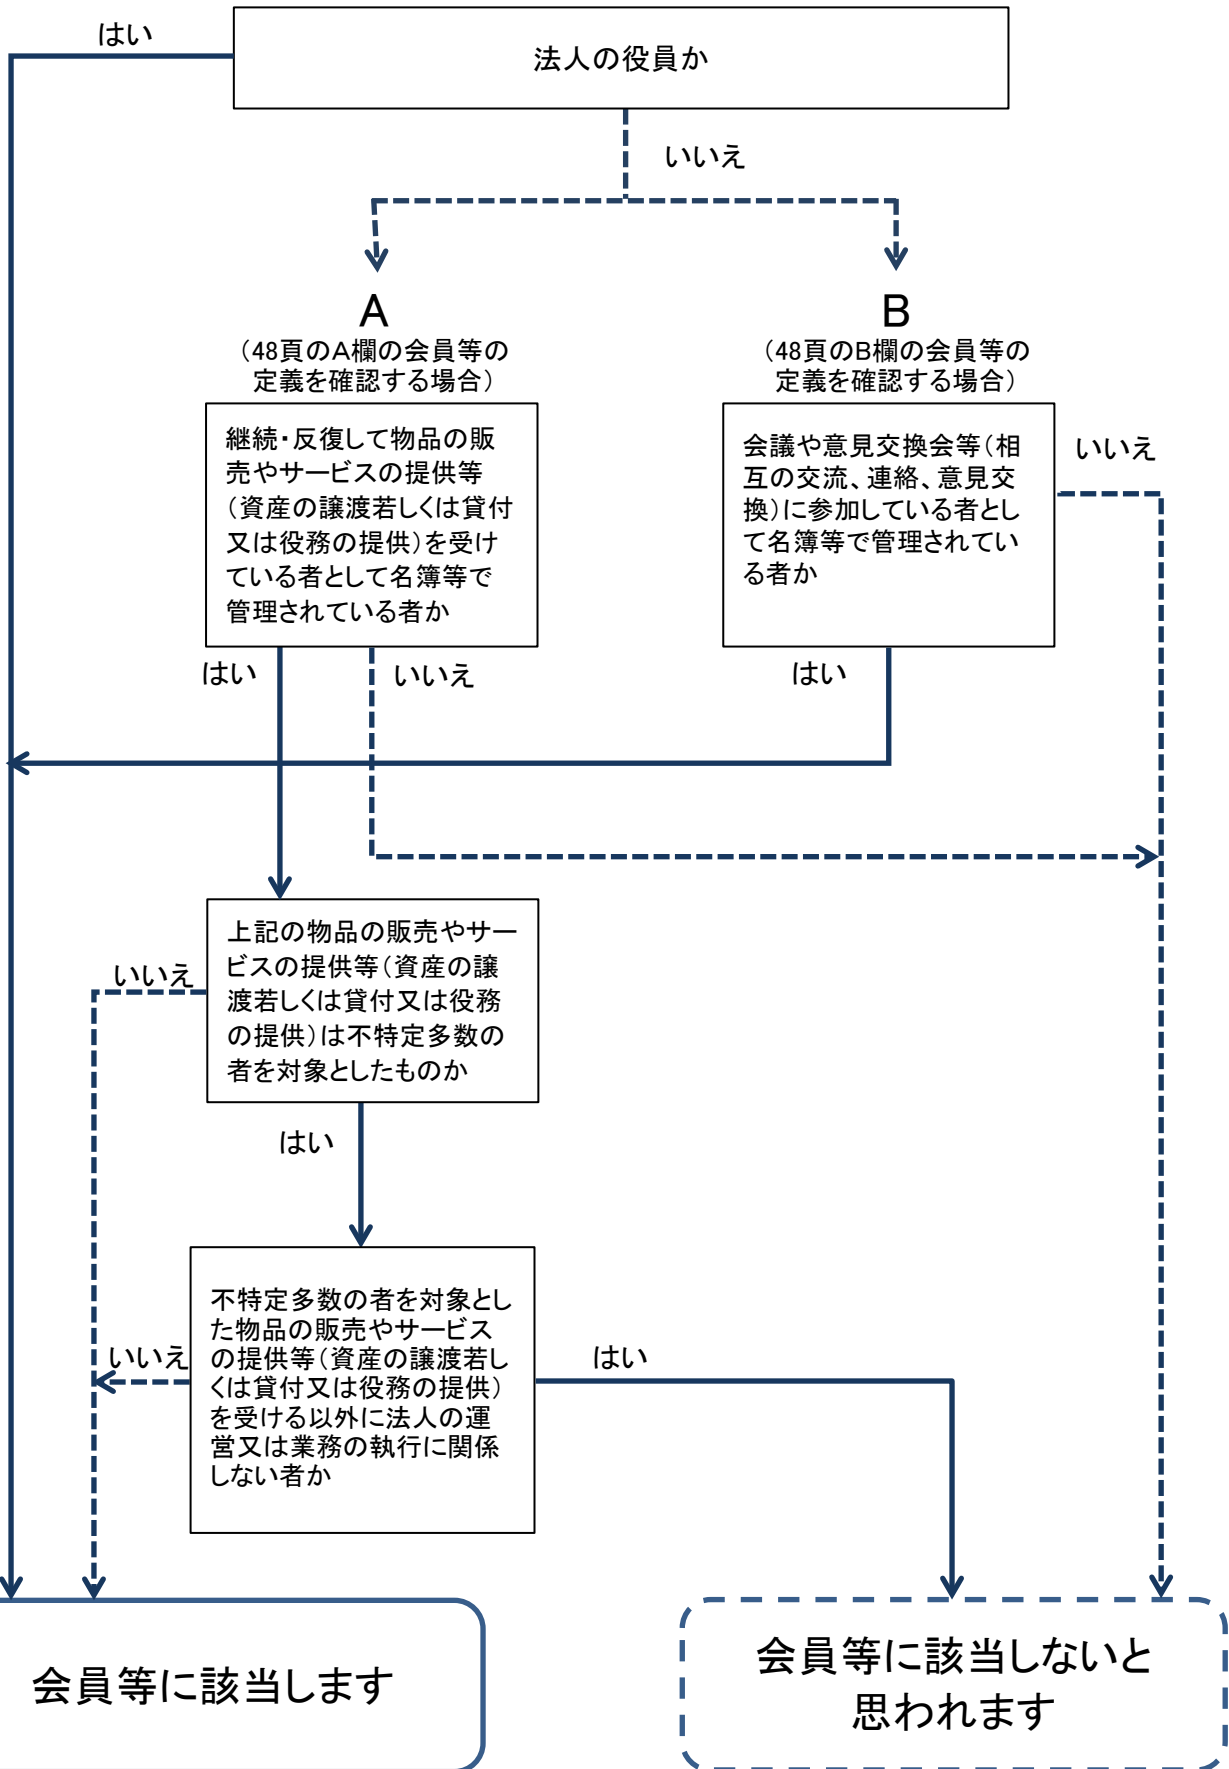 はい
法人の役員か
いいえ
A
（48頁のA欄の会員等の
定義を確認する場合）
B
（48頁のB欄の会員等の
定義を確認する場合）
継続・反復して物品の販
売やサービスの提供等
（資産の譲渡若しくは貸付
又は役務の提供）を受け
ている者として名簿等で
管理されている者か
会議や意見交換会等（相
互の交流、連絡、意見交
換）に参加している者とし
て名簿等で管理されてい
る者か
いいえ
はい
いいえ
はい
上記の物品の販売やサー
ビスの提供等（資産の譲
渡若しくは貸付又は役務
の提供）は不特定多数の
者を対象としたものか
いいえ
はい
不特定多数の者を対象とし
た物品の販売やサービス
の提供等（資産の譲渡若し
くは貸付又は役務の提供）
を受ける以外に法人の運
営又は業務の執行に関係
しない者か
いいえ
はい
会員等に該当します
会員等に該当しないと
思われます